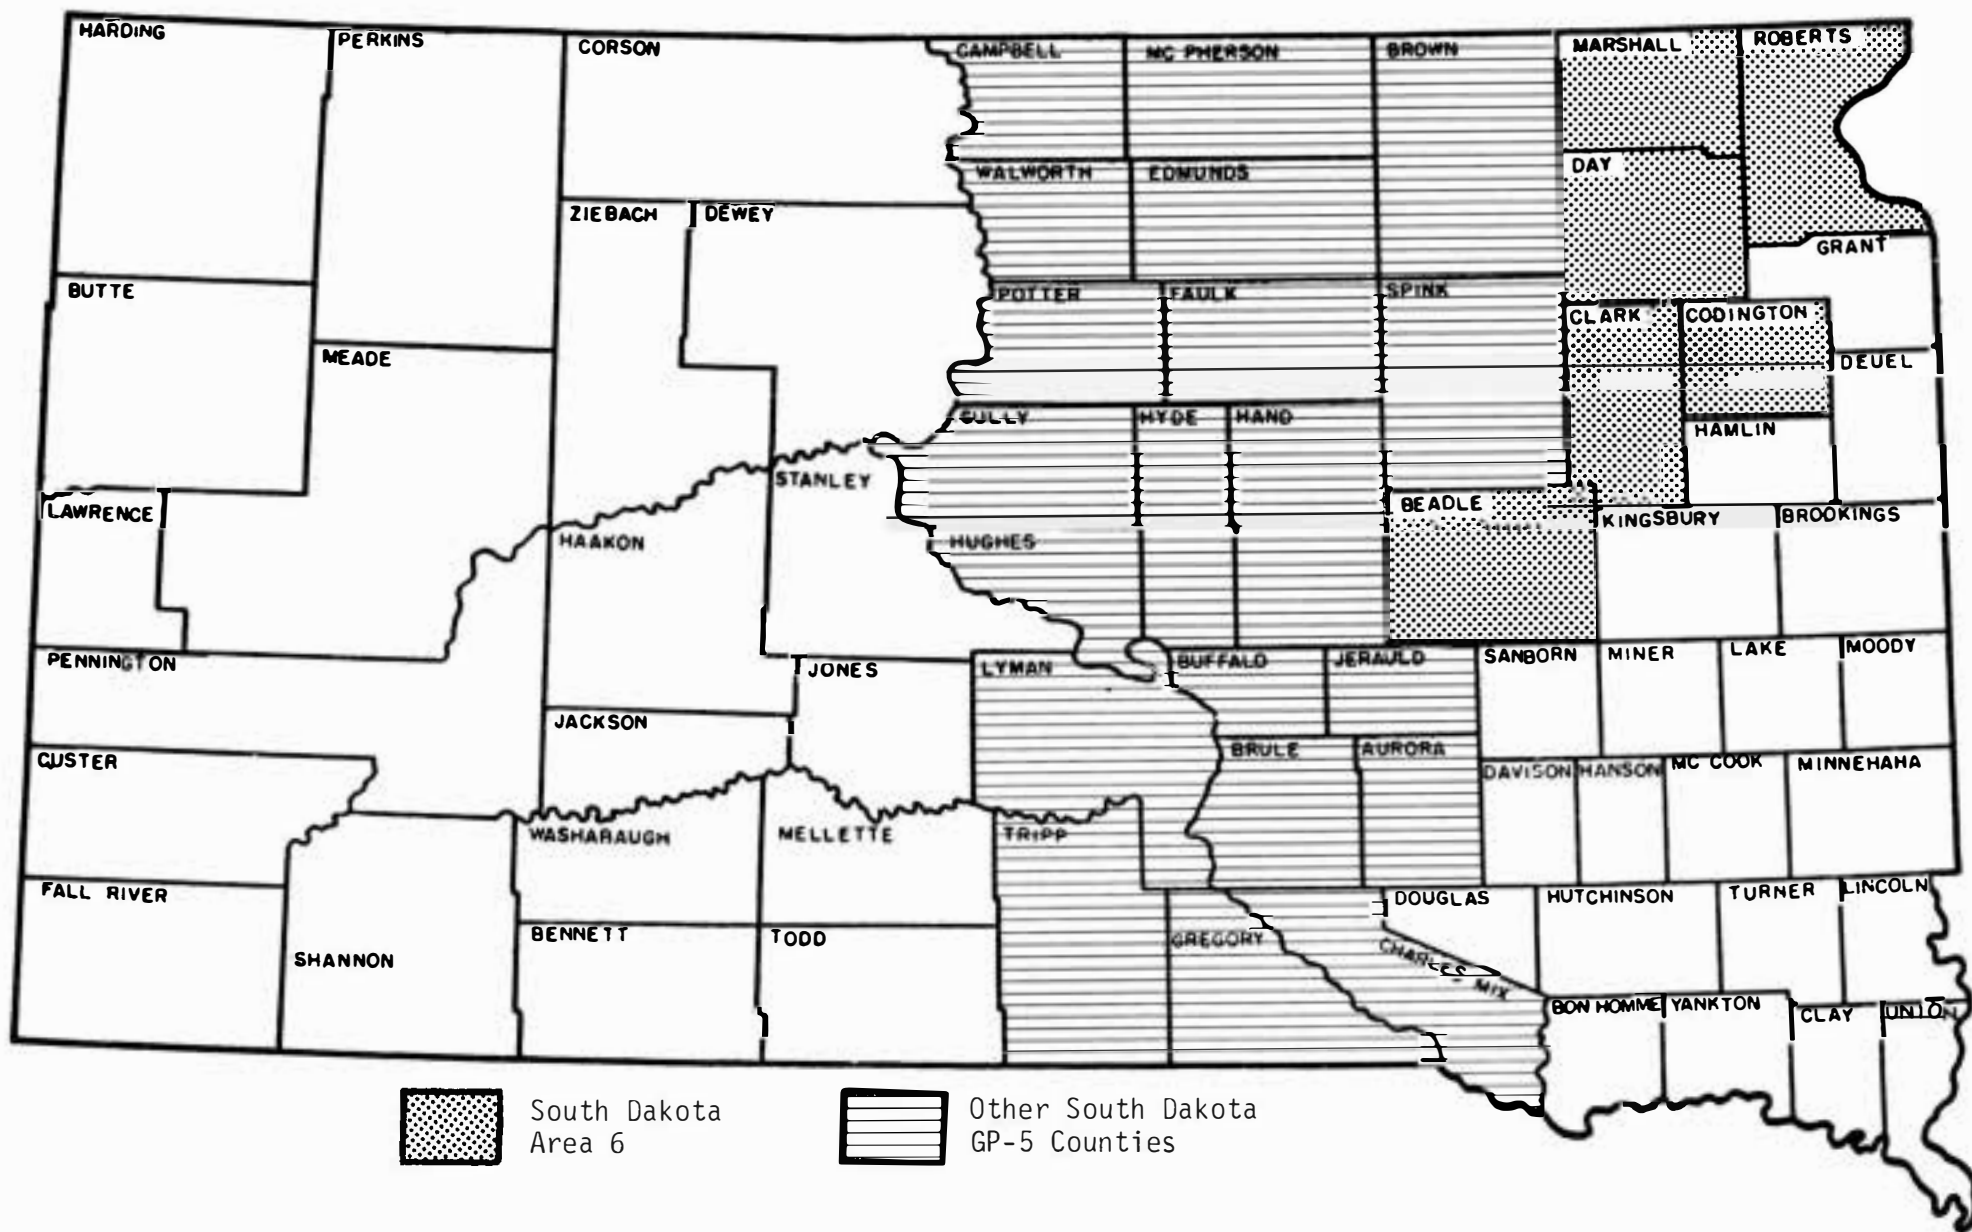 HARDING
PERKINS
CORSON
CAMPBELL
MC PHERSON
BROWN
MARSHALL
ROBERTS
DAY
WALWORTH
EDMUNDS
ZIEBACH
DEWEY
GRANT
BUTTE
POTTER
FAULK
SPINK
CLARK
CODINGTON
MEADE
DEUEL
SULLY
HYDE
HAND
HAMLIN
STANLEY
LAWRENCE
BEADLE
KINGSBURY
BROOKINGS
HAAKON
HUGHES
PENNINGTON
JONES
LYMAN
BUFFALO
JERAULD
SANBORN
MINER
LAKE
MOODY
JACKSON
CUSTER
BRULE
AURORA
DAVISON
HANSON
MC COOK
MINNEHAHA
WASHABAUGH
MELLETTE
TRIPP
FALL RIVER
DOUGLAS
HUTCHINSON
TURNER
LINCOLN
SHANNON
BENNETT
TODD
GREGORY
CHARLES MIX
BON HOMME
YANKTON
CLAY
UNION
South Dakota
Area 6
Other South Dakota
GP-5 Counties